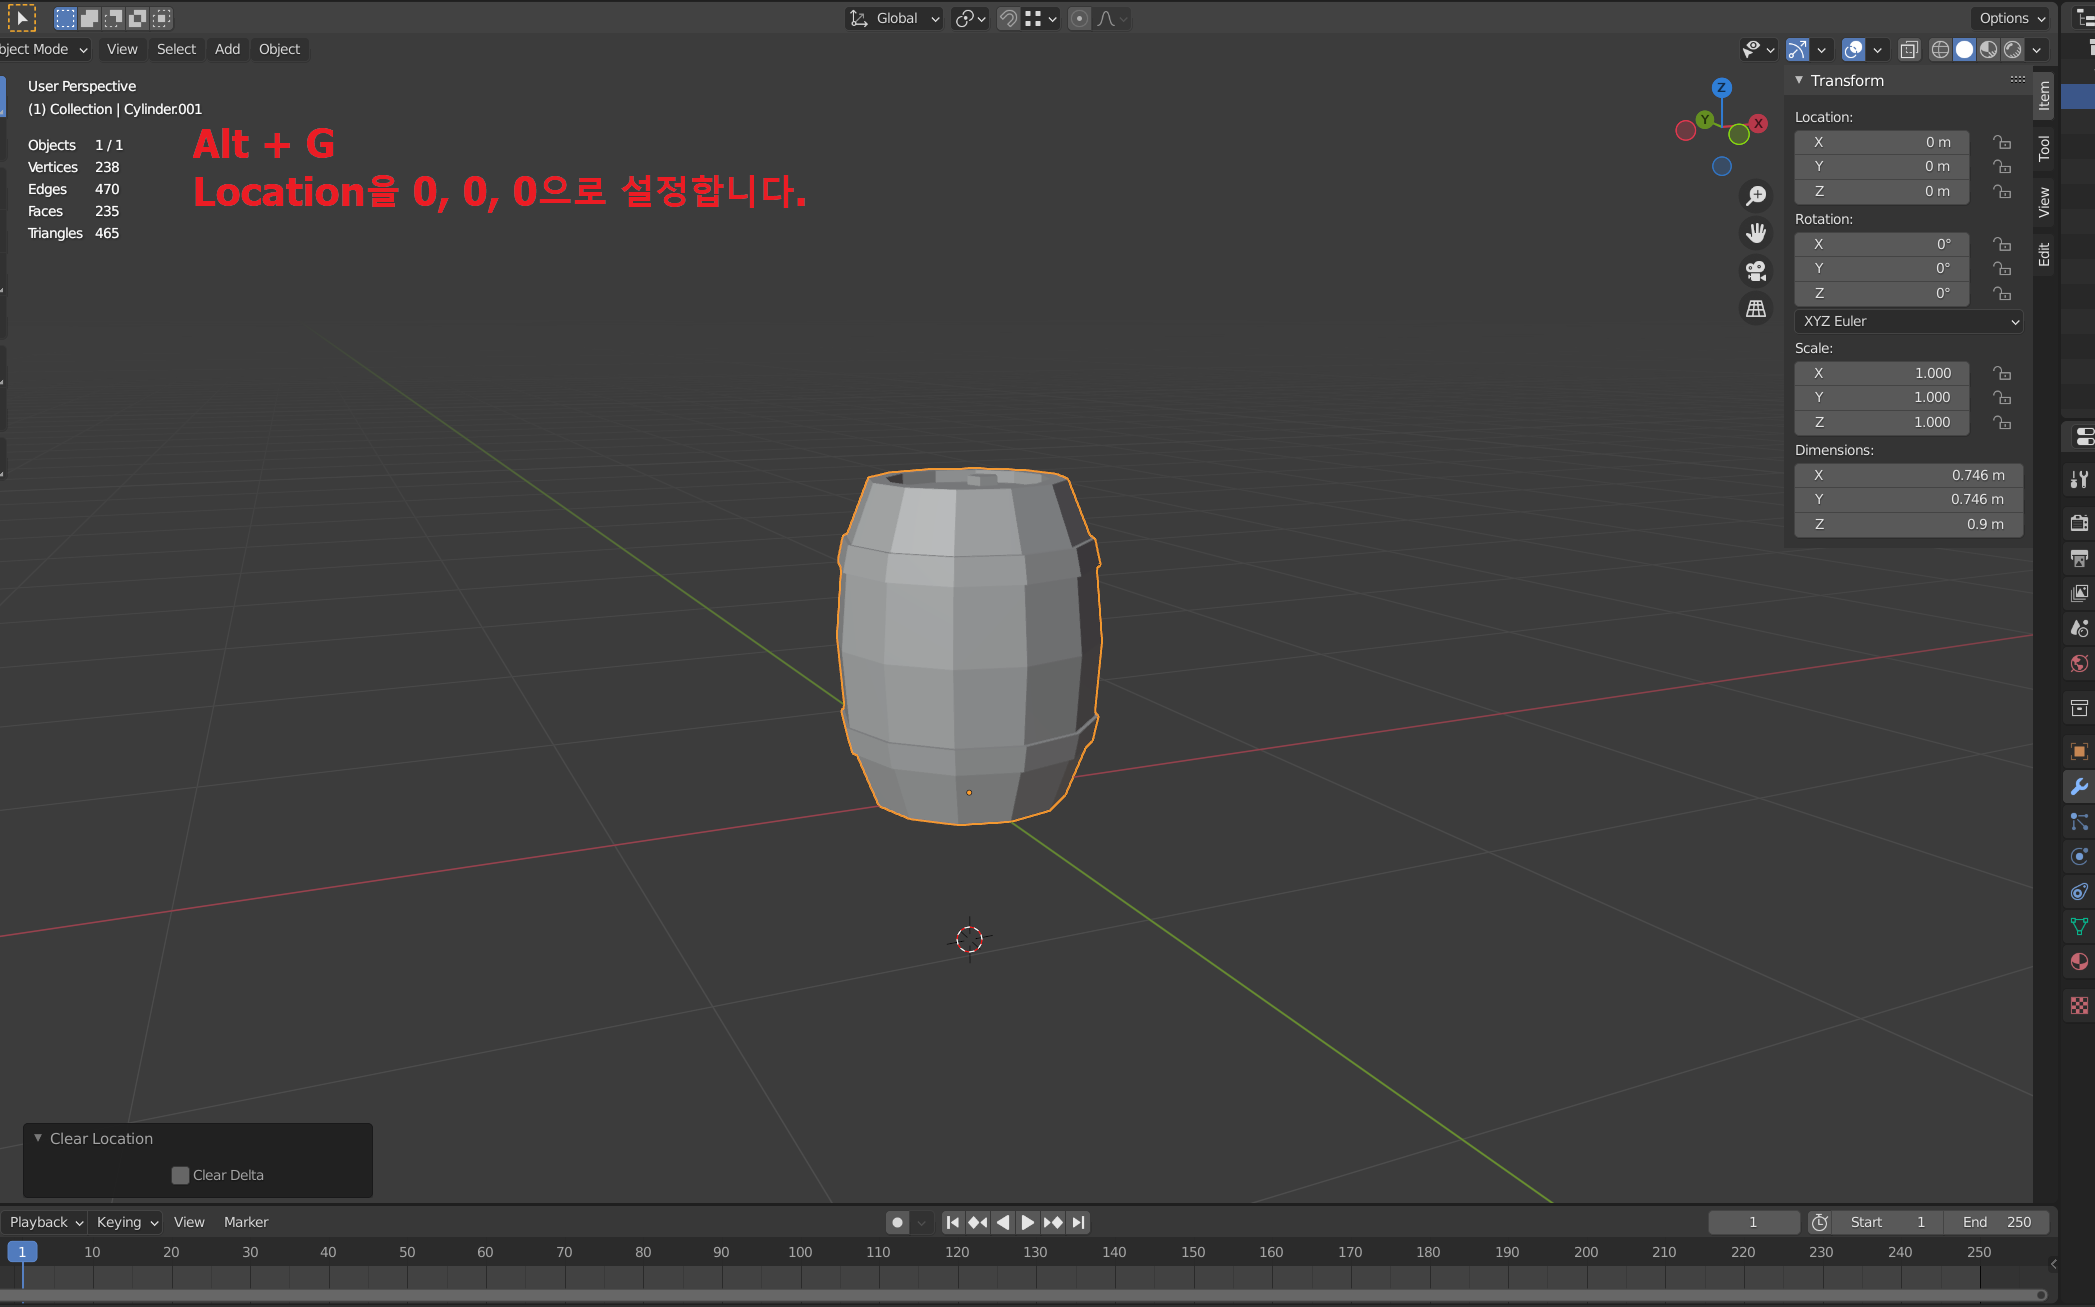 Global
Options
bject Mode View Select Add Object
User Perspective
(1) Collection | Cylinder.001
Objects 1 / 1
Vertices 238
Edges 470
Faces 235
Triangles 465
Alt + G
Location을 0, 0, 0으로 설정합니다.
Z
Y
X
Transform
Location:
X 0 m
Y 0 m
Z 0 m
Rotation:
X 0°
Y 0°
Z 0°
XYZ Euler
Scale:
X 1.000
Y 1.000
Z 1.000
Dimensions:
X 0.746 m
Y 0.746 m
Z 0.9 m
Item
Tool
View
Edit
Clear Location
Clear Delta
Playback Keying View Marker
1 Start 1 End 250
1 10 20 30 40 50 60 70 80 90 100 110 120 130 140 150 160 170 180 190 200 210 220 230 240 250